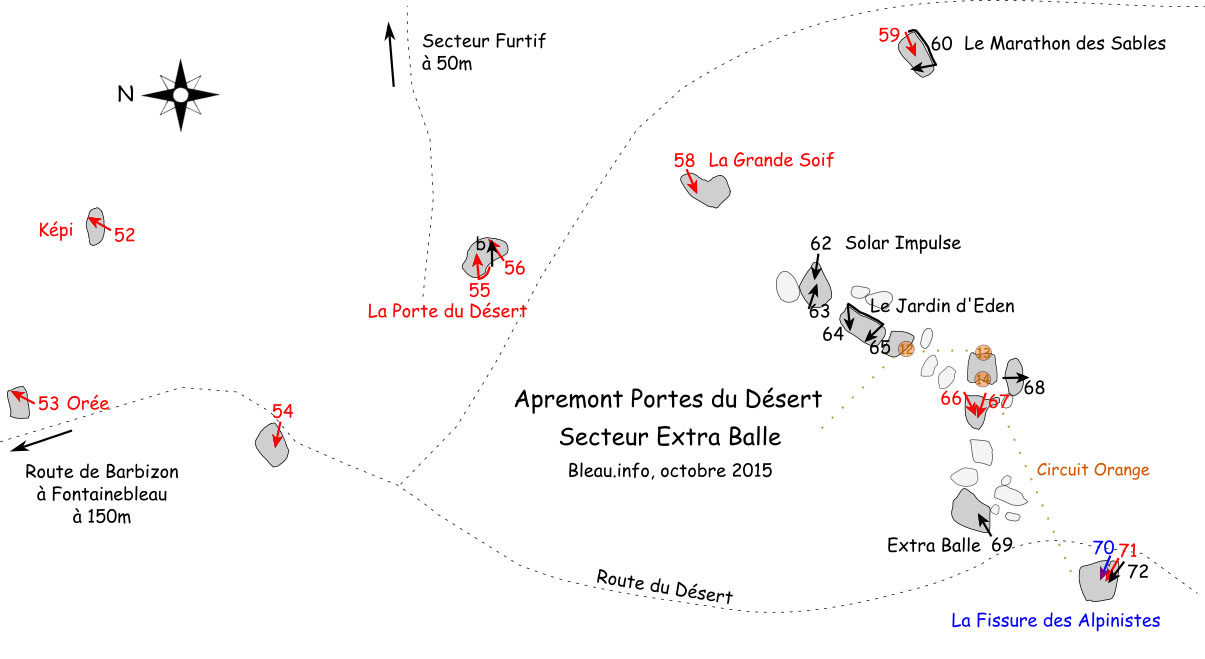 Secteur Furtif
à 50m
N
59
60 Le Marathon des Sables
58 La Grande Soif
Képi
52
b
56
55
La Porte du Désert
62 Solar Impulse
63
Le Jardin d'Eden
64
65
12
13
14
68
66
67
53 Orée
54
Apremont Portes du Désert
Secteur Extra Balle
Bleau.info, octobre 2015
Route de Barbizon
à Fontainebleau
à 150m
Circuit Orange
Extra Balle 69
70
71
72
Route du Désert
La Fissure des Alpinistes